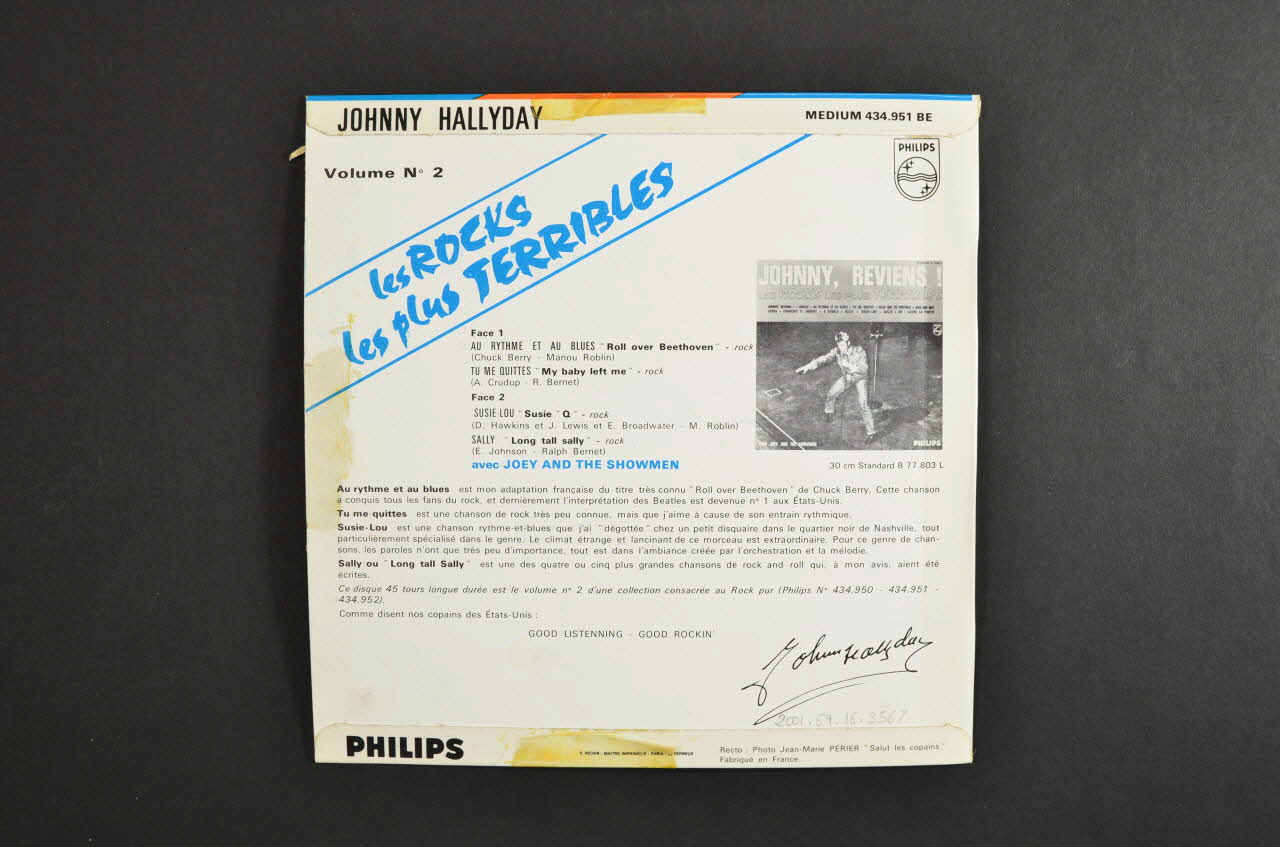 JOHNNY HALLYDAY
MEDIUM 434.951 BE
PHILIPS
Volume N° 2
les ROCKS
les plus TERRIBLES
JOHNNY, REVIENS !
Face 1
AU RYTHME ET AU BLUES "Roll over Beethoven" - rock
(Chuck Berry - Manou Roblin)
TU ME QUITTES "My baby left me" - rock
(A. Crudup - R. Bernet)
Face 2
SUSIE LOU "Susie "Q" - rock
(D. Hawkins et J. Lewis et E. Broadwater - M. Roblin)
SALLY "Long tall sally" - rock
(E. Johnson - Ralph Bernet)
avec JOEY AND THE SHOWMEN
PHILIPS
30 cm Standard B 77.803 L
Au rythme et au blues est mon adaptation française du titre très connu "Roll over Beethoven" de Chuck Berry. Cette chanson
a conquis tous les fans du rock, et dernièrement l'interprétation des Beatles est devenue n° 1 aux États-Unis.
Tu me quittes est une chanson de rock très peu connue, mais que j'aime à cause de son entrain rythmique.
Susie-Lou est une chanson rythme-et-blues que j'ai "dégottée" chez un petit disquaire dans le quartier noir de Nashville, tout
particulièrement spécialisé dans le genre. Le climat étrange et lancinant de ce morceau est extraordinaire. Pour ce genre de chan-
sons, les paroles n'ont que très peu d'importance, tout est dans l'ambiance créée par l'orchestration et la mélodie.
Sally ou "Long tall Sally" est une des quatre ou cinq plus grandes chansons de rock and roll qui, à mon avis, aient été
ecrites.
Ce disque 45 tours longue durée est le volume n° 2 d'une collection consacrée au Rock pur (Philips N° 434.950 - 434.951 -
434.952).
Comme disent nos copains des États-Unis :
GOOD LISTENNING - GOOD ROCKIN'
Johnny Hallyday
2001.69.16.3567
PHILIPS
Recto : Photo Jean-Marie PÉRIER "Salut les copains"
Fabriqué en France.